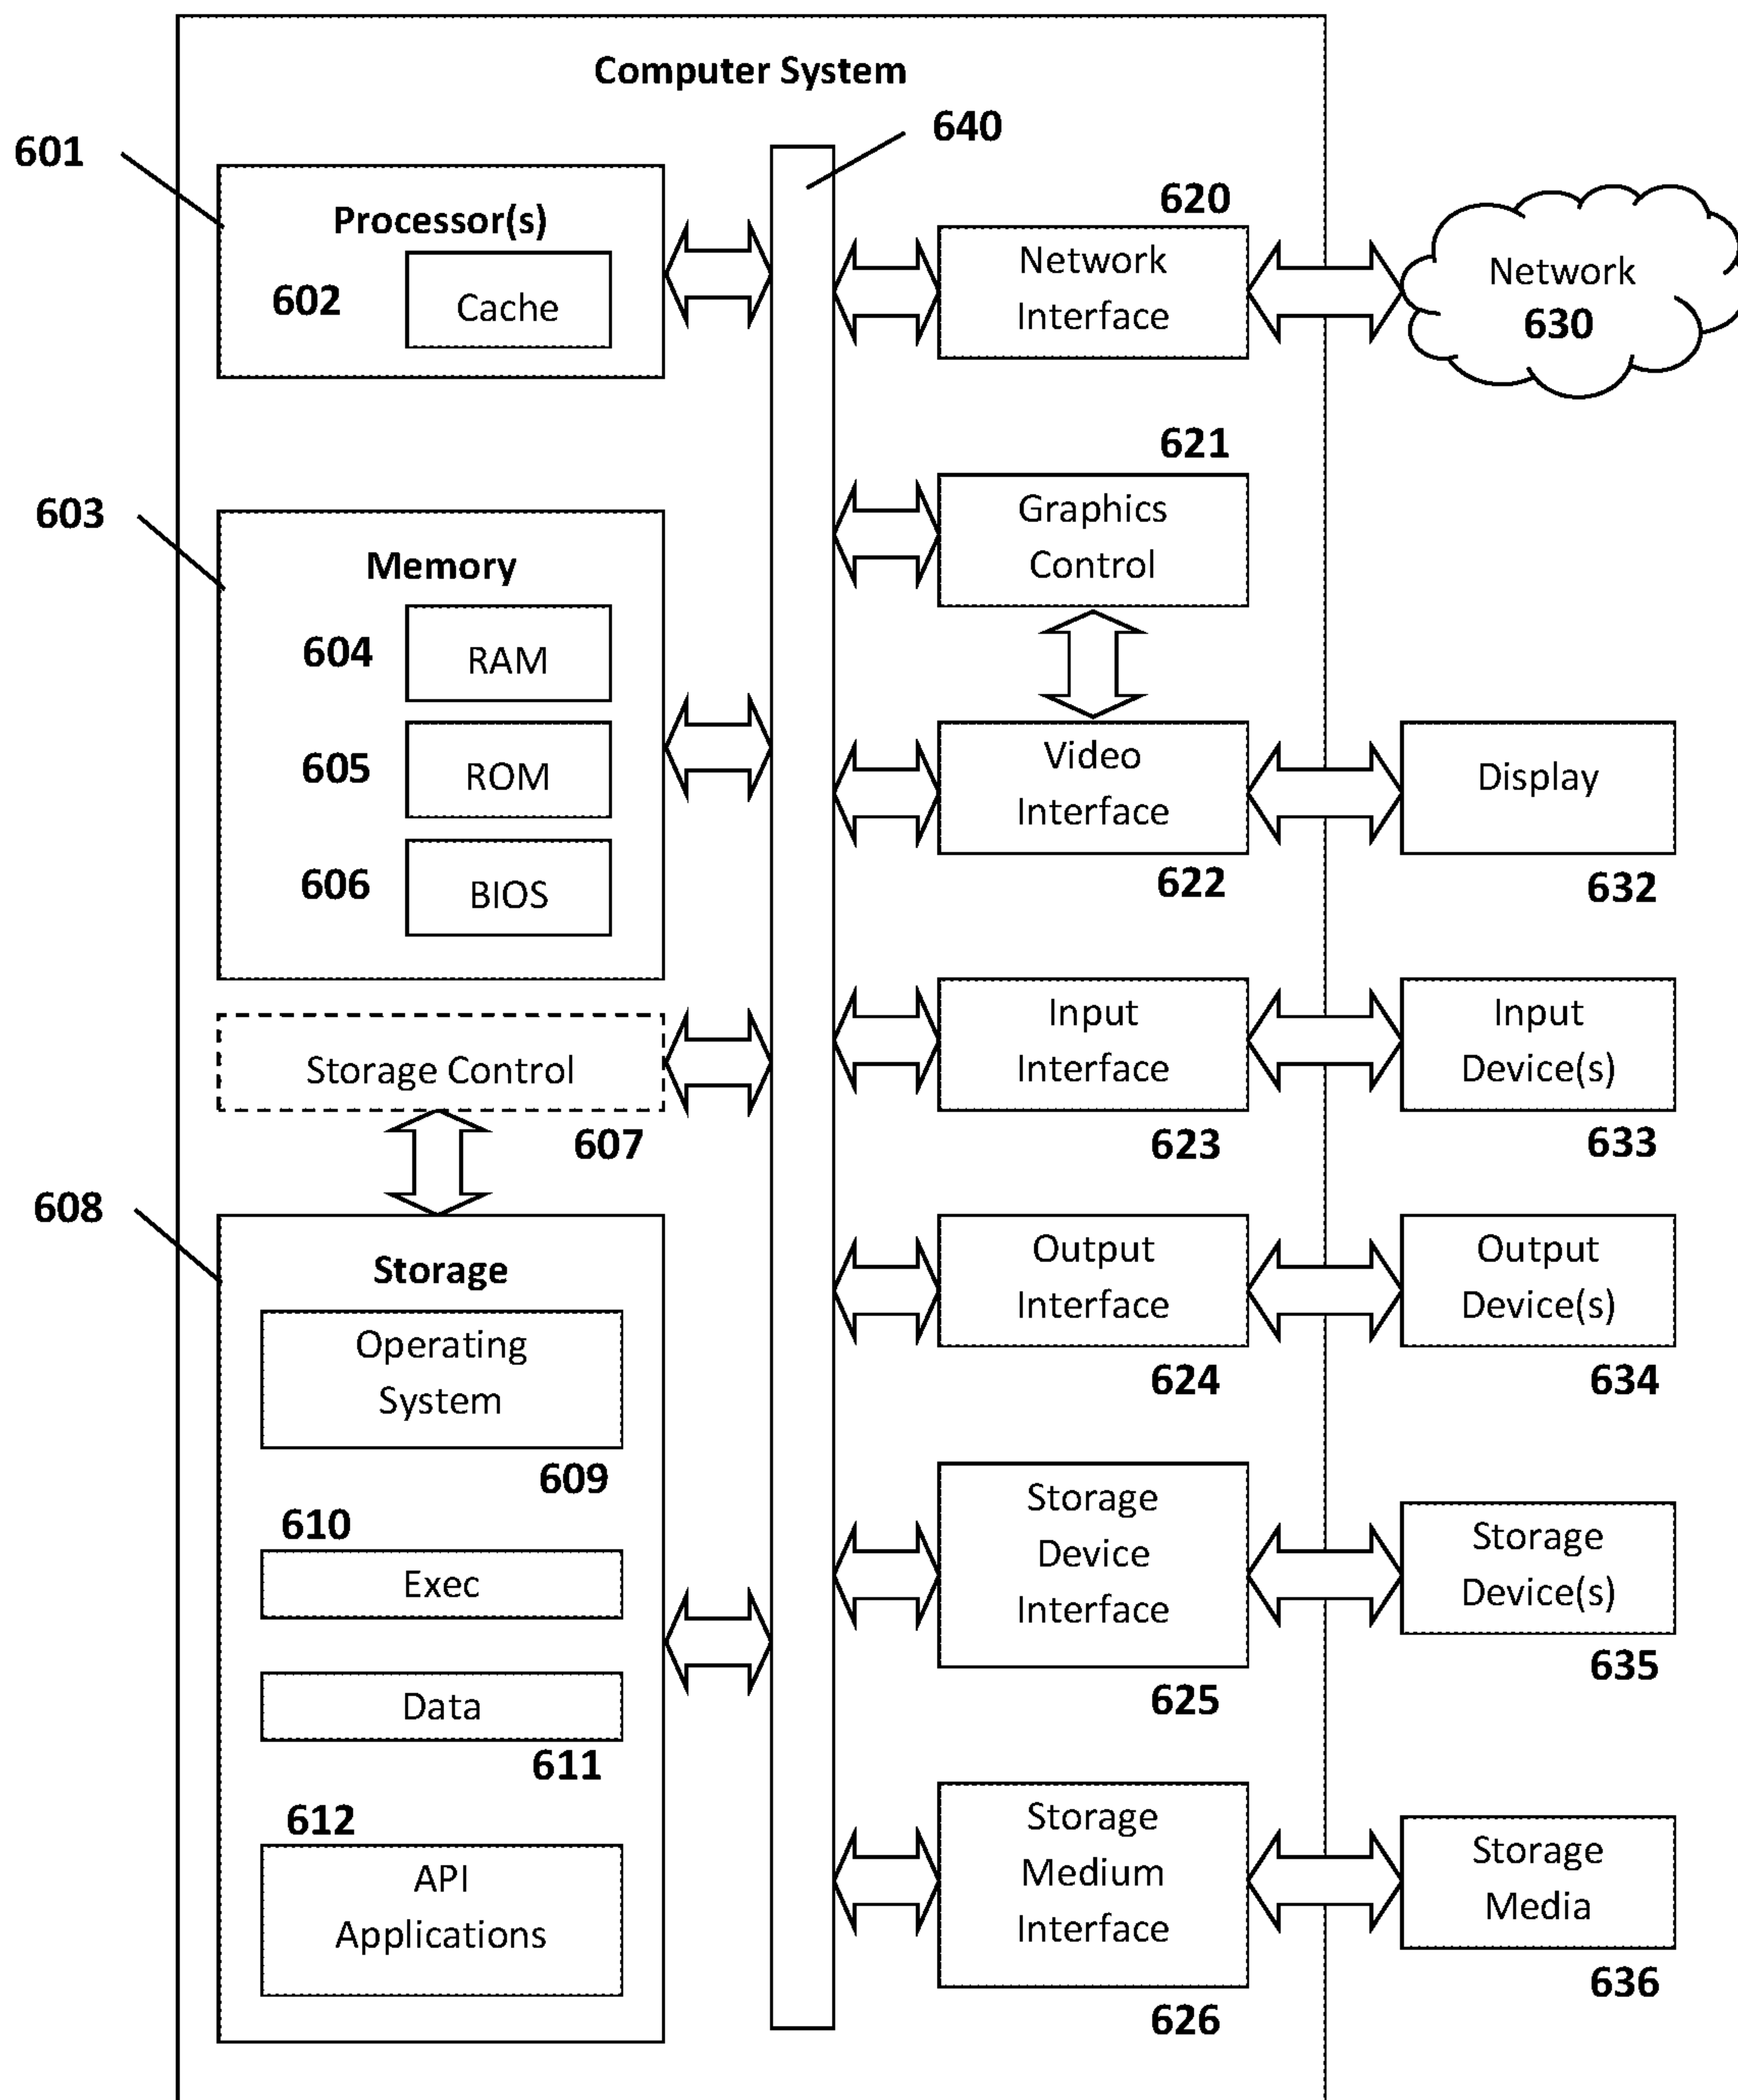 Computer System
640
601
Processor(s)
602
Cache
620
Network
Interface
Network
630
621
Graphics
Control
603
Memory
604
RAM
605
ROM
606
BIOS
Video
Interface
622
Display
632
Storage Control
607
Input
Interface
623
Input
Device(s)
633
608
Storage
Operating
System
609
610
Exec
Data
611
612
API
Applications
Output
Interface
624
Output
Device(s)
634
Storage
Device
Interface
625
Storage
Device(s)
635
Storage
Medium
Interface
626
Storage
Media
636